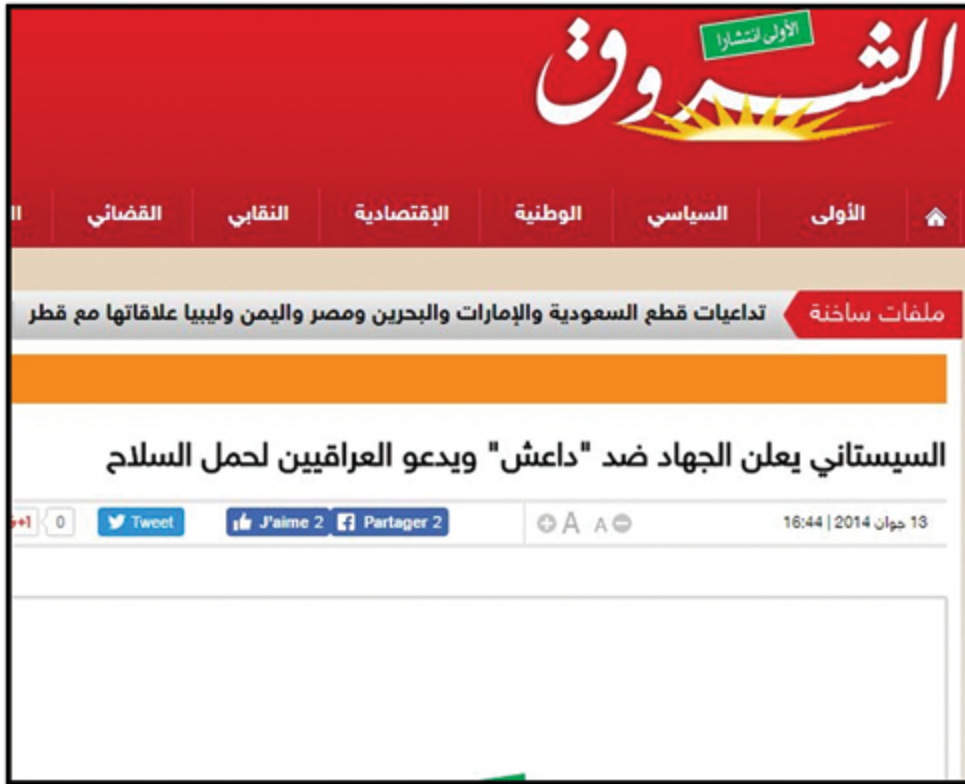 الأولى انتشارا
الشروق
الأولى السياسي الوطنية الإقتصادية النقابي القضائي
ملفات ساخنة تداعيات قطع السعودية والإمارات والبحرين ومصر واليمن وليبيا علاقاتها مع قطر
السيستاني يعلن الجهاد ضد "داعش" ويدعو العراقيين لحمل السلاح
13 جوان 2014 | 16:44 A A Partager 2 J'aime 2 Tweet 0 +1